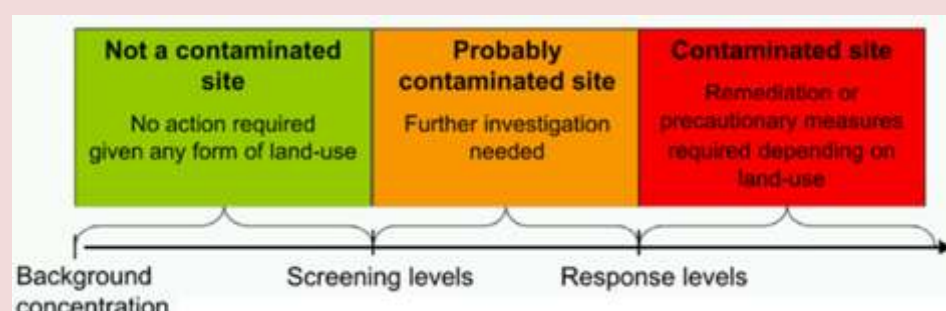 Not a contaminated
site
No action required
given any form of land-use
Probably
contaminated site
Further investigation
needed
Contaminated site
Remediation or
precautionary measures
required depending on
land-use
Background
concentration
Screening levels
Response levels